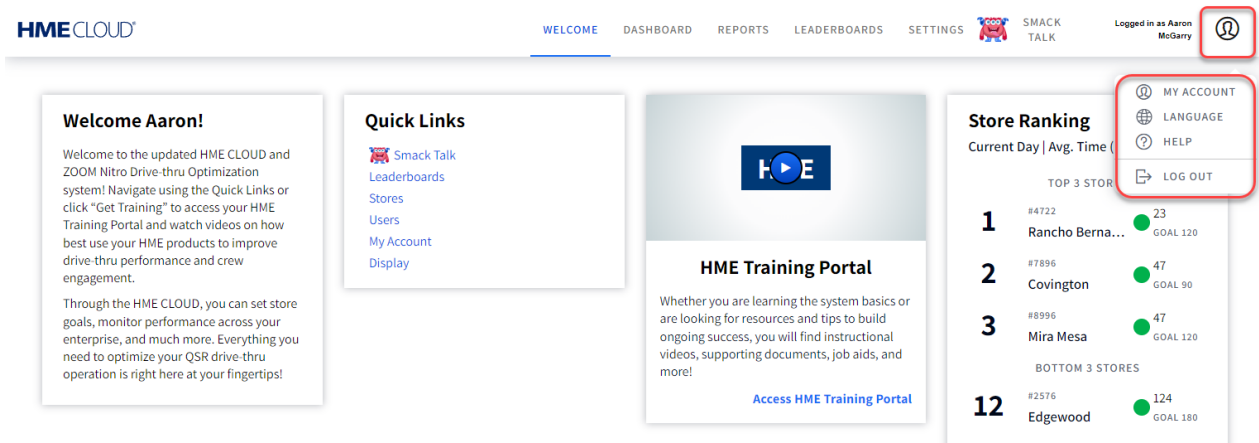 HME CLOUD®
WELCOME
DASHBOARD
REPORTS
LEADERBOARDS
SETTINGS
SMACK
TALK
Logged in as Aaron
McGarry
MY ACCOUNT
LANGUAGE
HELP
LOG OUT
Welcome Aaron!
Welcome to the updated HME CLOUD and
ZOOM Nitro Drive-thru Optimization
system! Navigate using the Quick Links or
click “Get Training” to access your HME
Training Portal and watch videos on how
best use your HME products to improve
drive-thru performance and crew
engagement.
Through the HME CLOUD, you can set store
goals, monitor performance across your
enterprise, and much more. Everything you
need to optimize your QSR drive-thru
operation is right here at your fingertips!
Quick Links
Smack Talk
Leaderboards
Stores
Users
My Account
Display
HME Training Portal
Whether you are learning the system basics or
are looking for resources and tips to build
ongoing success, you will find instructional
videos, supporting documents, job aids, and
more!
Access HME Training Portal
Store Ranking
Current Day | Avg. Time (
TOP 3 STOR
1
#4722
Rancho Berna...
23
GOAL 120
2
#7896
Covington
47
GOAL 90
3
#8996
Mira Mesa
47
GOAL 120
BOTTOM 3 STORES
12
#2576
Edgewood
124
GOAL 180